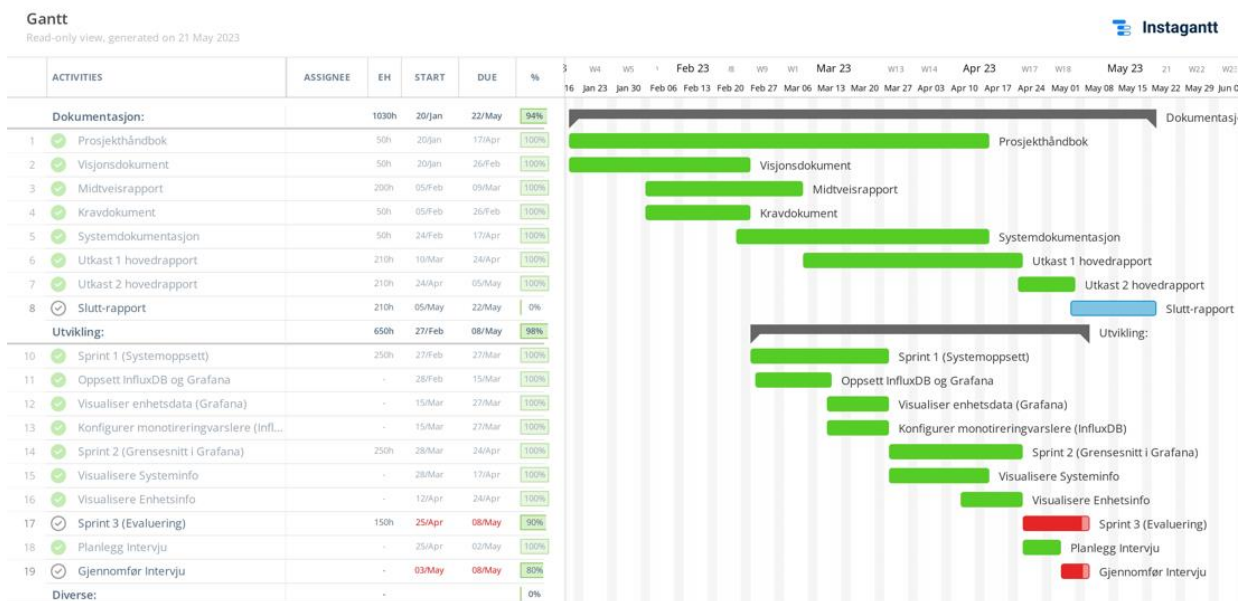 Gantt
Read-only view, generated on 21 May 2023
Instagantt
ACTIVITIES ASSIGNEE EH START DUE %
3 W4 W5 Feb 23 W9 W1 Mar 23 W13 W14 Apr 23 W17 W18 May 23 21 W22 W23
16 Jan 23 Jan 30 Feb 06 Feb 13 Feb 20 Feb 27 Mar 06 Mar 13 Mar 20 Mar 27 Apr 03 Apr 10 Apr 17 Apr 24 May 01 May 08 May 15 May 22 May 29 Jun 0
Dokumentasjon: 1030h 20/Jan 22/May 94% Dokumentasj
1 Prosjekthåndbok 50h 20/Jan 17/Apr 100% Prosjekthåndbok
2 Visjonsdokument 50h 20/Jan 26/Feb 100% Visjonsdokument
3 Midtveisrapport 200h 05/Feb 09/Mar 100% Midtveisrapport
4 Kravdokument 50h 05/Feb 26/Feb 100% Kravdokument
5 Systemdokumentasjon 50h 24/Feb 17/Apr 100% Systemdokumentasjon
6 Utkast 1 hovedrapport 210h 10/Mar 24/Apr 100% Utkast 1 hovedrapport
7 Utkast 2 hovedrapport 210h 24/Apr 05/May 100% Utkast 2 hovedrapport
8 Slutt-rapport 210h 05/May 22/May 0% Slutt-rapport
Utvikling: 650h 27/Feb 08/May 98% Utvikling:
10 Sprint 1 (Systemoppsett) 250h 27/Feb 27/Mar 100% Sprint 1 (Systemoppsett)
11 Oppsett InfluxDB og Grafana - 28/Feb 15/Mar 100% Oppsett InfluxDB og Grafana
12 Visualiser enhetsdata (Grafana) - 15/Mar 27/Mar 100% Visualiser enhetsdata (Grafana)
13 Konfigurer monotireringvarslere (Infl... - 15/Mar 27/Mar 100% Konfigurer monotireringvarslere (InfluxDB)
14 Sprint 2 (Grensesnitt i Grafana) 250h 28/Mar 24/Apr 100% Sprint 2 (Grensesnitt i Grafana)
15 Visualisere Systeminfo - 28/Mar 17/Apr 100% Visualisere Systeminfo
16 Visualisere Enhetsinfo - 12/Apr 24/Apr 100% Visualisere Enhetsinfo
17 Sprint 3 (Evaluering) 150h 25/Apr 08/May 90% Sprint 3 (Evaluering)
18 Planlegg Intervju - 25/Apr 02/May 100% Planlegg Intervju
19 Gjennomfør Intervju - 03/May 08/May 80% Gjennomfør Intervju
Diverse: - 0%